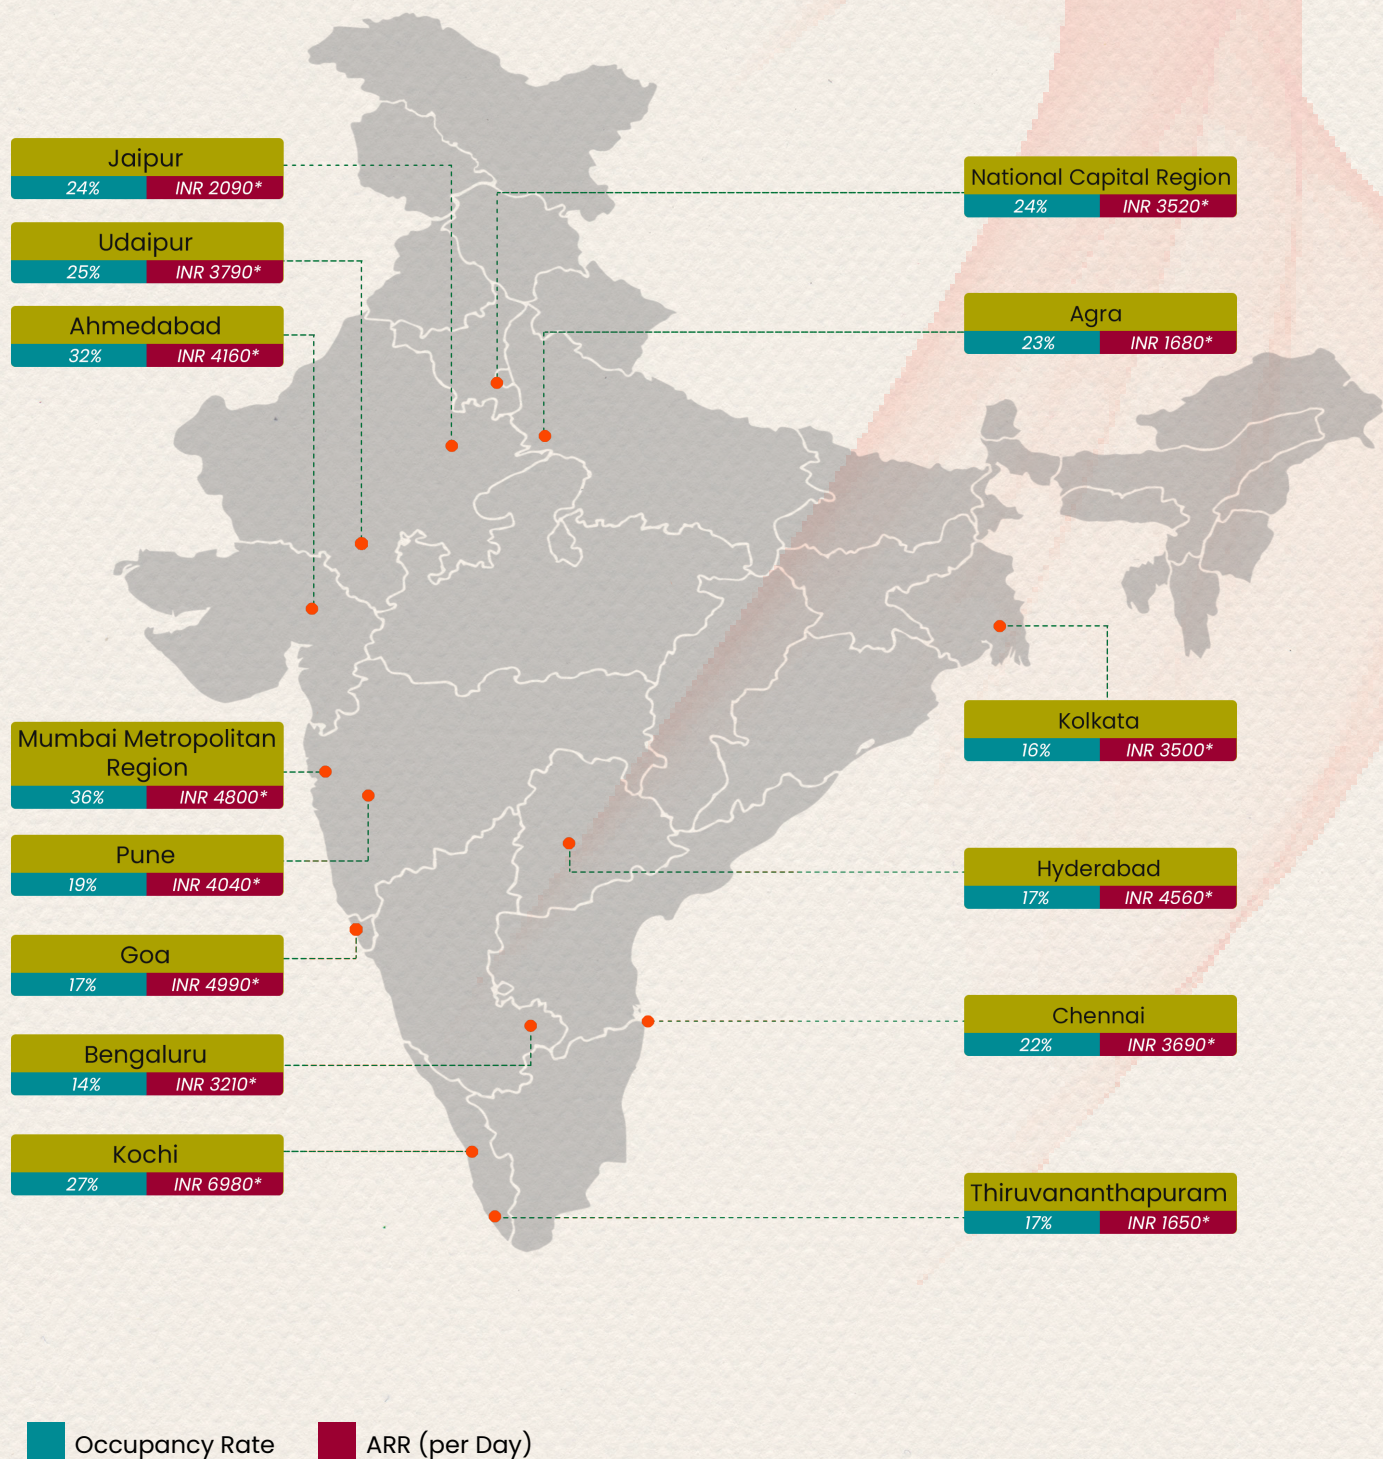 Jaipur
24% INR 2090*
Udaipur
25% INR 3790*
Ahmedabad
32% INR 4160*
Mumbai Metropolitan
Region
36% INR 4800*
Pune
19% INR 4040*
Goa
17% INR 4990*
Bengaluru
14% INR 3210*
Kochi
27% INR 6980*
National Capital Region
24% INR 3520*
Agra
23% INR 1680*
Kolkata
16% INR 3500*
Hyderabad
17% INR 4560*
Chennai
22% INR 3690*
Thiruvananthapuram
17% INR 1650*
Occupancy Rate ARR (per Day)